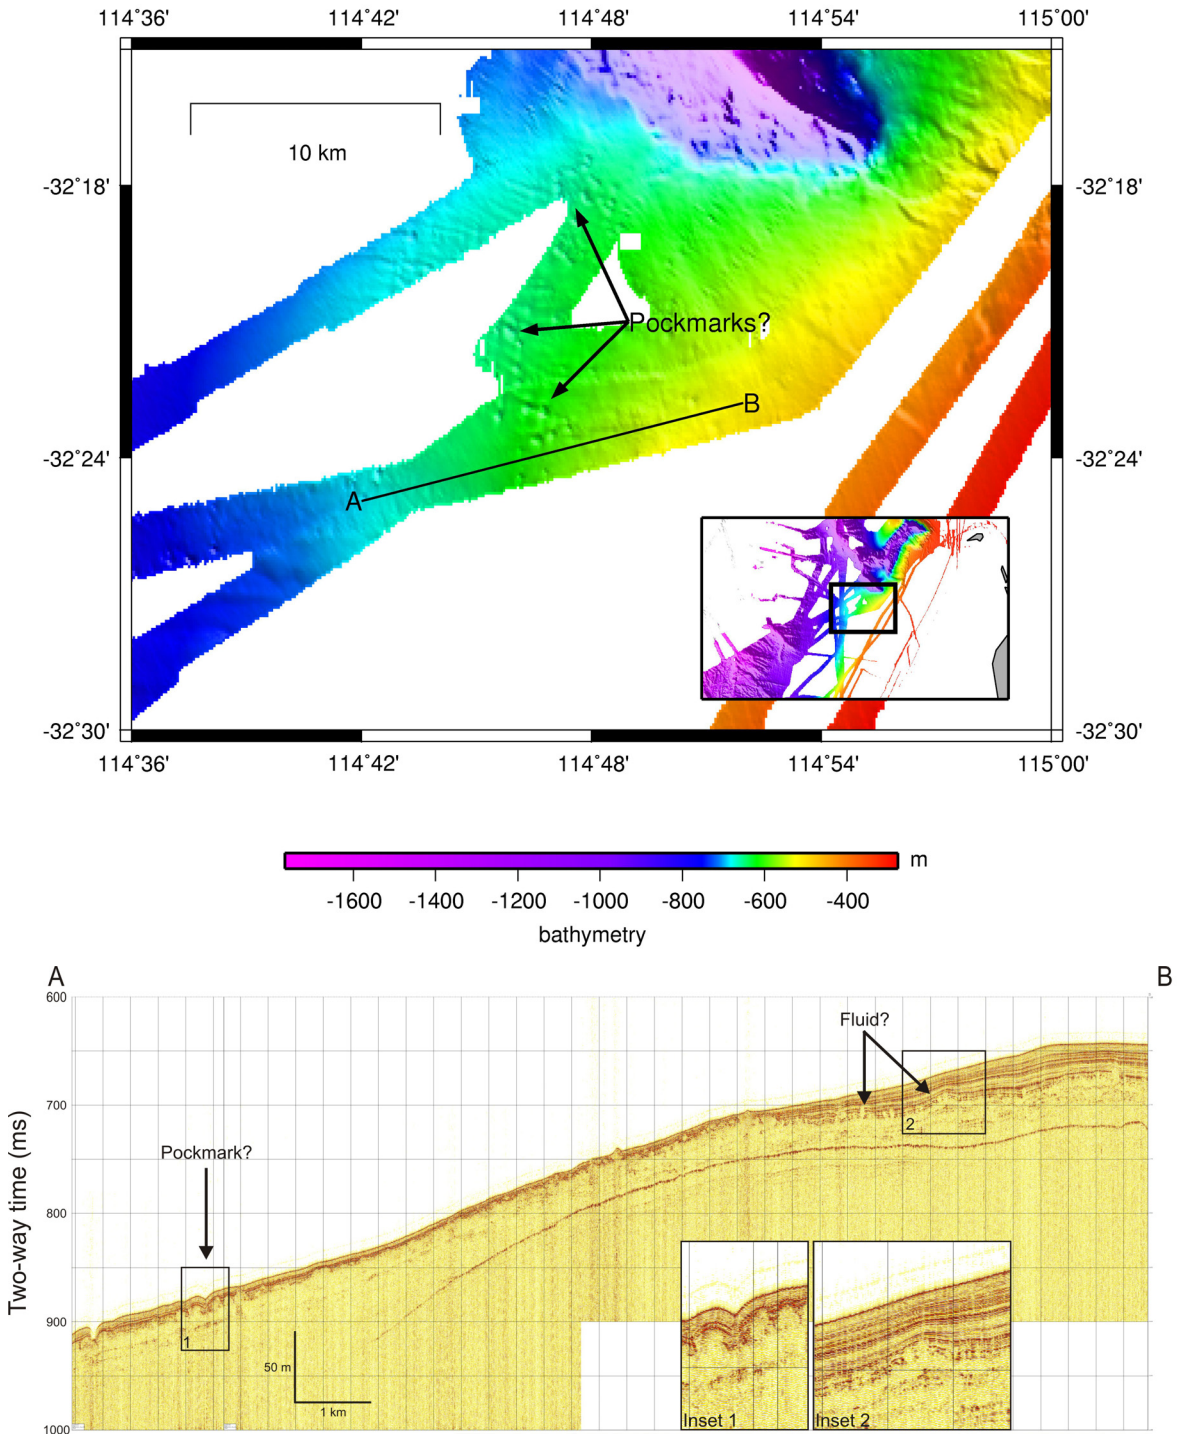 114˚36' 114˚42' 114˚48' 114˚54' 115˚00'
10 km
-32˚18' -32˚18'
Pockmarks?
B
-32˚24' -32˚24'
A
-32˚30' -32˚30'
114˚36' 114˚42' 114˚48' 114˚54' 115˚00'
m
-1600 -1400 -1200 -1000 -800 -600 -400
bathymetry
A B
600
Fluid?
700
2
Pockmark?
800
Two-way time (ms)
900
1
50 m
1 km
Inset 1 Inset 2
1000